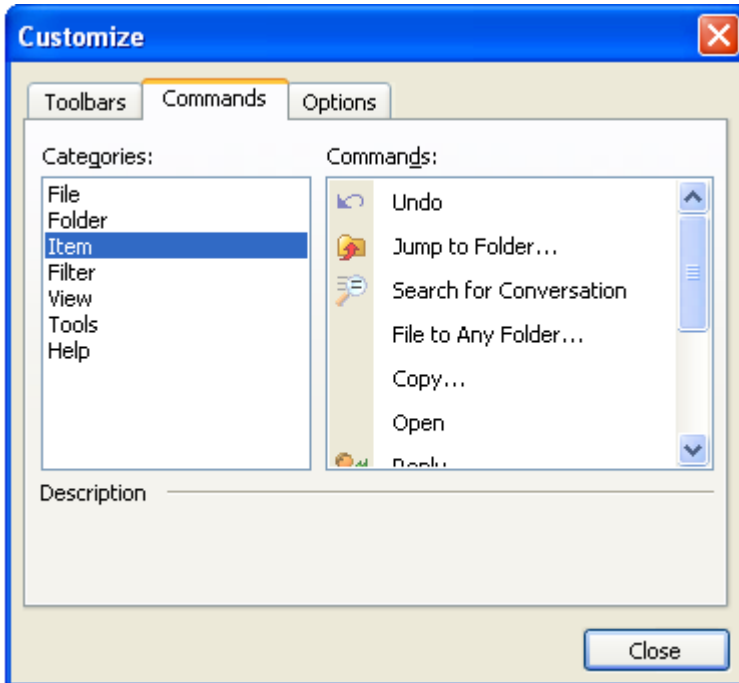 Customize
Toolbars Commands Options
Categories:
File
Folder
Item
Filter
View
Tools
Help
Commands:
Undo
Jump to Folder...
Search for Conversation
File to Any Folder...
Copy...
Open
Reply
Description
Close